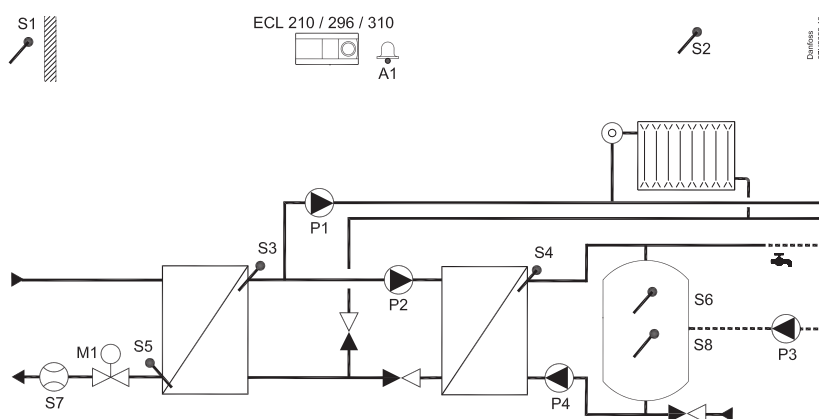 S1
ECL 210 / 296 / 310
A1
S2
Danfoss
P1
S3
S4
P2
S6
M1
S5
S8
P3
S7
P4